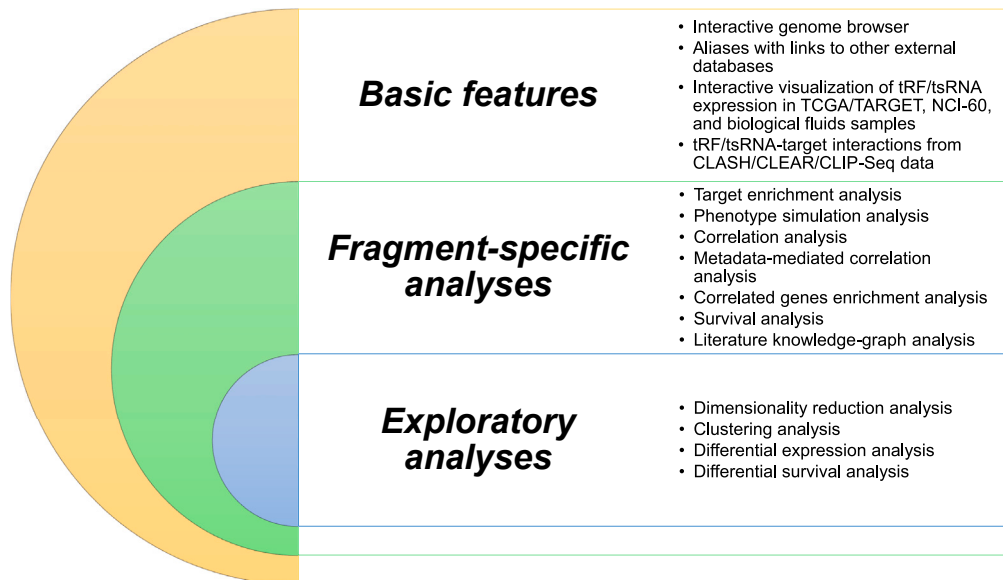 Basic features
• Interactive genome browser
• Aliases with links to other external
databases
• Interactive visualization of tRF/tsRNA
expression in TCGA/TARGET, NCI-60,
and biological fluids samples
• tRF/tsRNA-target interactions from
CLASH/CLEAR/CLIP-Seq data
Fragment-specific
analyses
• Target enrichment analysis
• Phenotype simulation analysis
• Correlation analysis
• Metadata-mediated correlation
analysis
• Correlated genes enrichment analysis
• Survival analysis
• Literature knowledge-graph analysis
Exploratory
analyses
• Dimensionality reduction analysis
• Clustering analysis
• Differential expression analysis
• Differential survival analysis